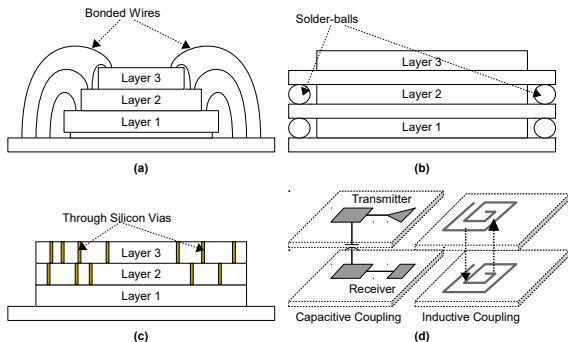 Bonded Wires
Layer 3
Layer 2
Layer 1
(a)
Solder-balls
Layer 3
Layer 2
Layer 1
(b)
Through Silicon Vias
Layer 3
Layer 2
Layer 1
(c)
Transmitter
Receiver
Capacitive Coupling
Inductive Coupling
(d)